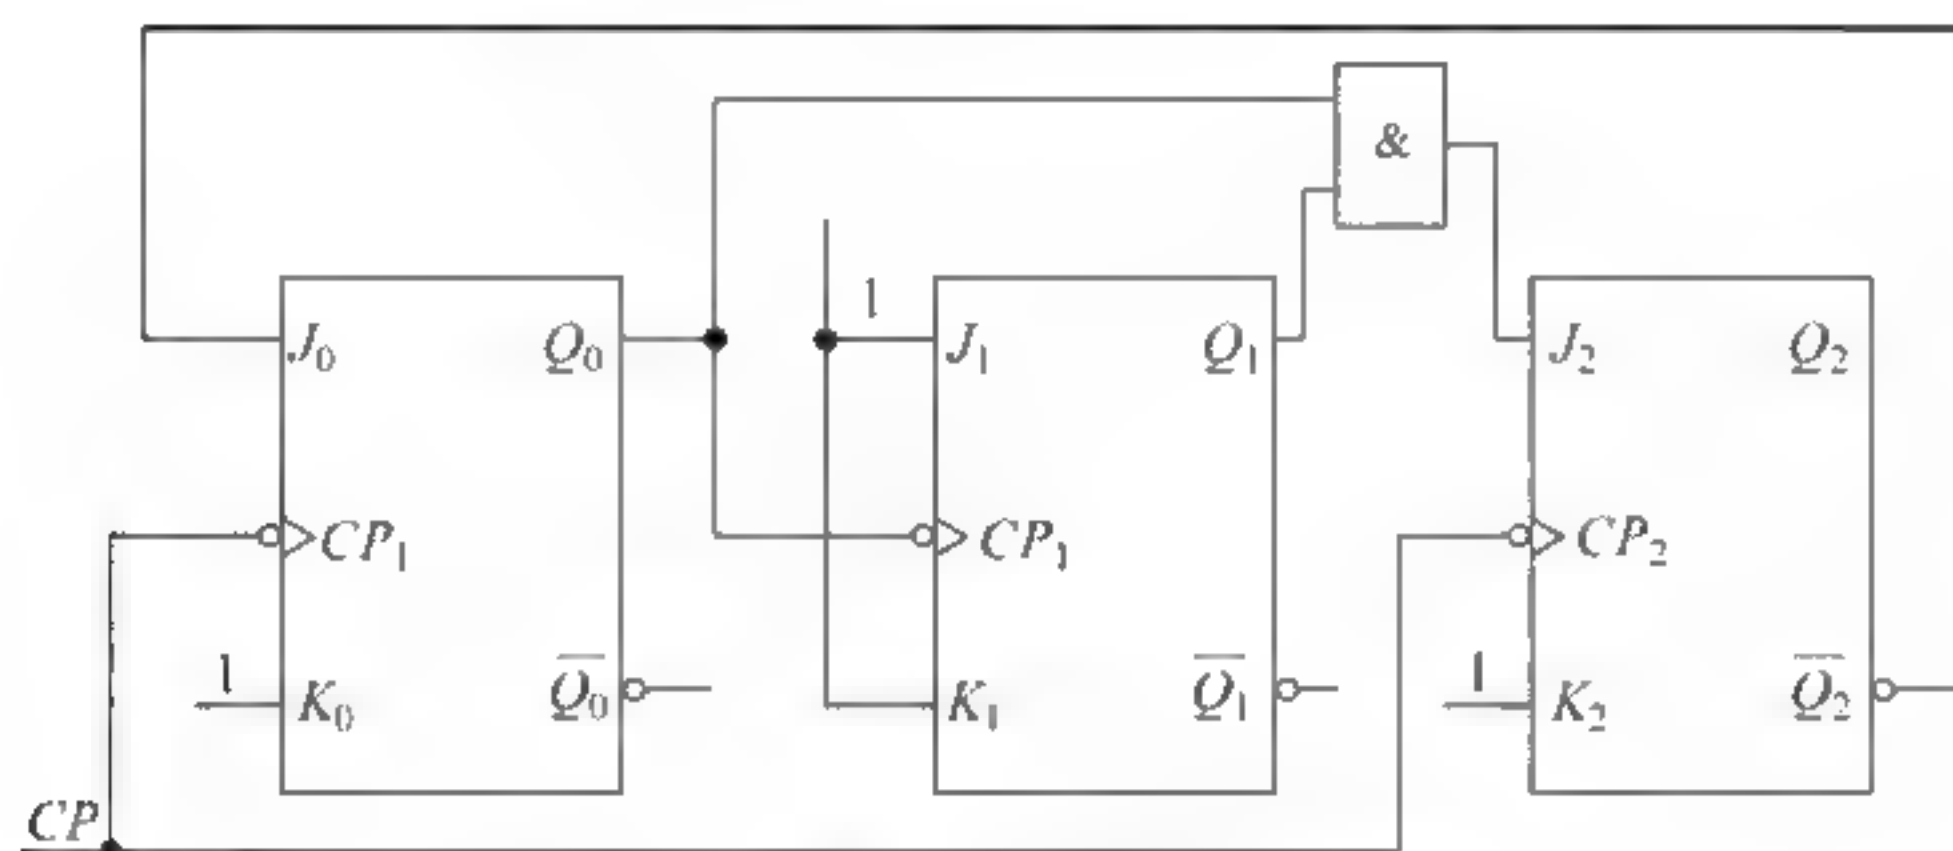 &
1
J₀ Q₀ J₁ Q₁ J₂ Q₂
CP₁ CP₁ CP₂
1 1
K₀ Q̅₀ K₁ Q̅₁ K₂ Q̅₂
CP